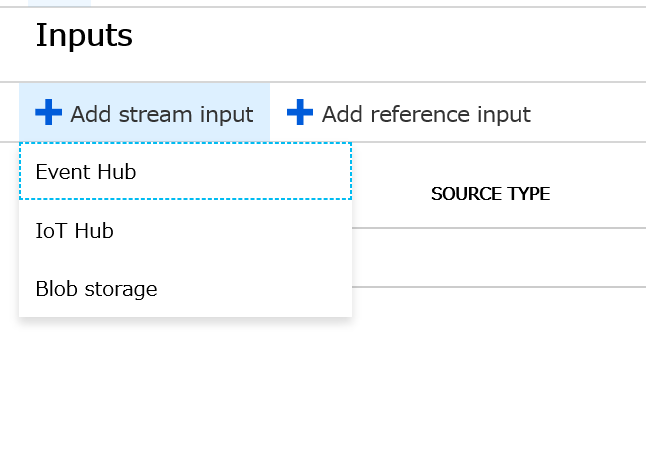 Inputs
Add stream input
Add reference input
Event Hub
SOURCE TYPE
IoT Hub
Blob storage